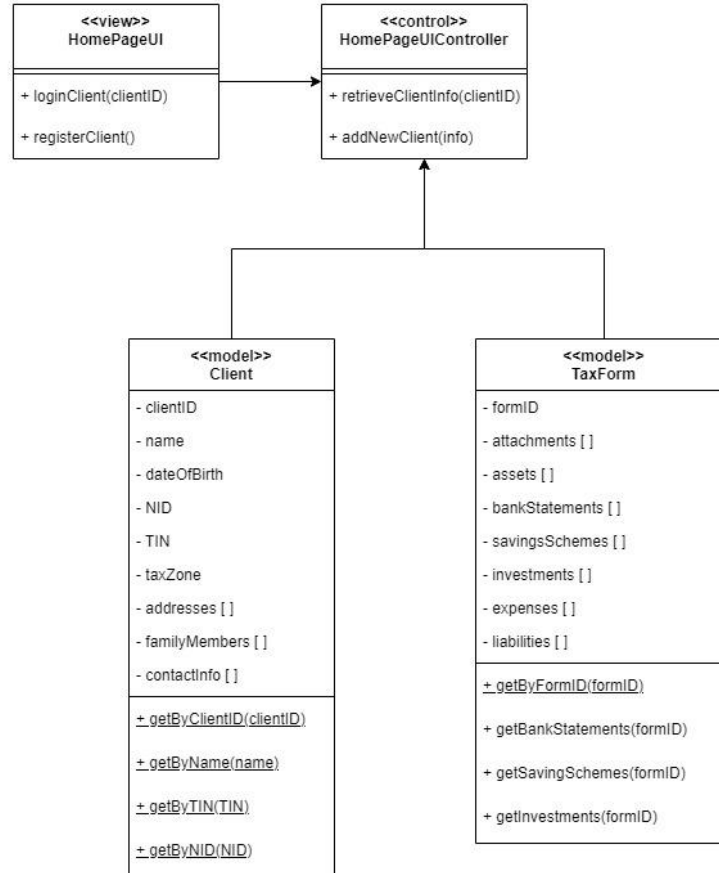 <<view>>
HomePageUI
+ loginClient(clientID)
+ registerClient()
<<control>>
HomePageUIController
+ retrieveClientInfo(clientID)
+ addNewClient(info)
<<model>>
Client
- clientID
- name
- dateOfBirth
- NID
- TIN
- taxZone
- addresses [ ]
- familyMembers [ ]
- contactInfo [ ]
+ getByClientID(clientID)
+ getByName(name)
+ getByTIN(TIN)
+ getByNID(NID)
<<model>>
TaxForm
- formID
- attachments [ ]
- assets [ ]
- bankStatements [ ]
- savingsSchemes [ ]
- investments [ ]
- expenses [ ]
- liabilities [ ]
+ getByFormID(formID)
+ getBankStatements(formID)
+ getSavingSchemes(formID)
+ getInvestments(formID)